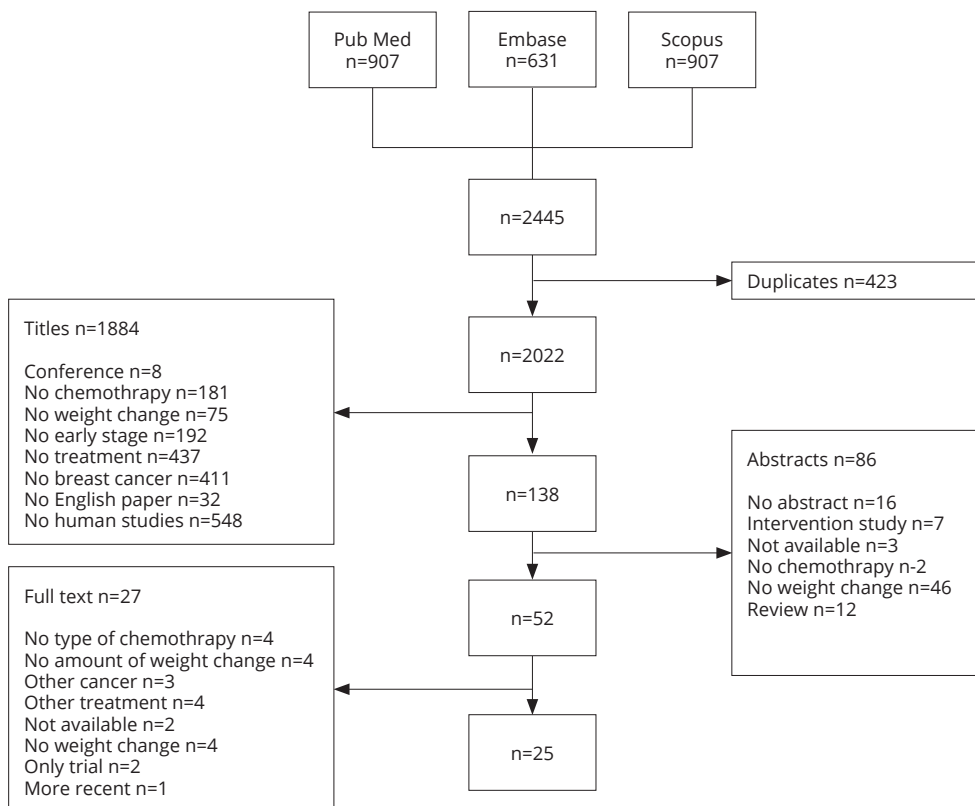 Pub Med
n=907
Embase
n=631
Scopus
n=907
n=2445
Duplicates n=423
n=2022
Titles n=1884
Conference n=8
No chemothrapy n=181
No weight change n=75
No early stage n=192
No treatment n=437
No breast cancer n=411
No English paper n=32
No human studies n=548
n=138
Abstracts n=86
No abstract n=16
Intervention study n=7
Not available n=3
No chemothrapy n-2
No weight change n=46
Review n=12
n=52
Full text n=27
No type of chemothrapy n=4
No amount of weight change n=4
Other cancer n=3
Other treatment n=4
Not available n=2
No weight change n=4
Only trial n=2
More recent n=1
n=25